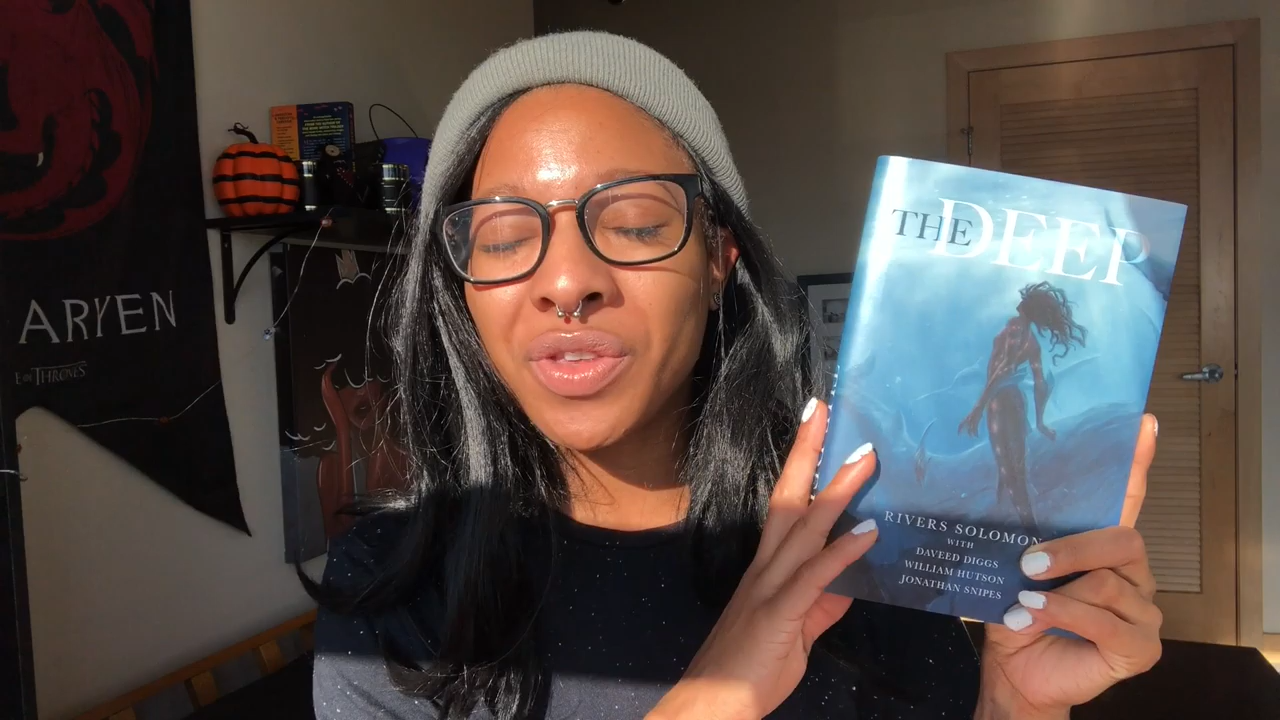 ARYEN
THE DEEP
RIVERS SOLOMON
WITH
DAVEED DIGGS
WILLIAM HUTSON
JONATHAN SNIPES